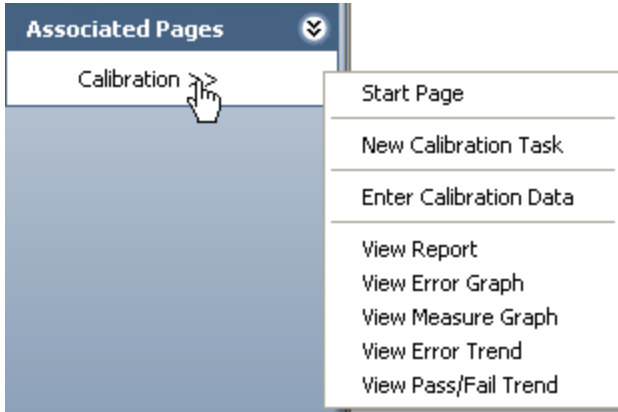 Associated Pages
Calibration >>
Start Page
New Calibration Task
Enter Calibration Data
View Report
View Error Graph
View Measure Graph
View Error Trend
View Pass/Fail Trend